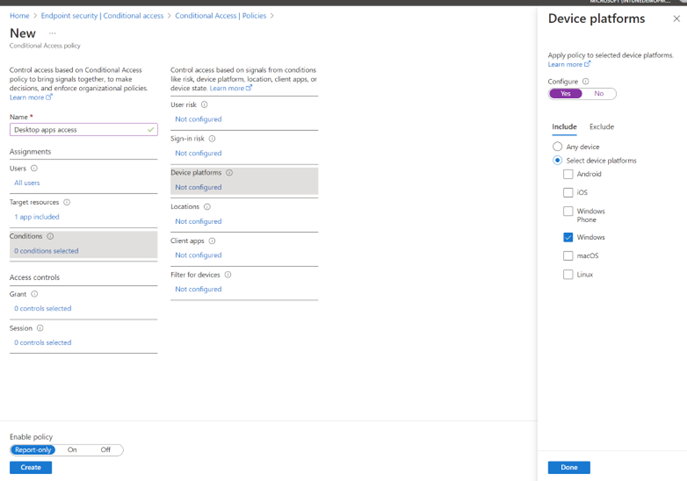 MICROSOFT (INTUNEDEMOPM...
Home > Endpoint security | Conditional access > Conditional Access | Policies >
New ...
Conditional Access policy
Control access based on Conditional Access
policy to bring signals together, to make
decisions, and enforce organizational policies.
Learn more
Name *
Desktop apps access
Assignments
Users
All users
Target resources
1 app included
Conditions
0 conditions selected
Access controls
Grant
0 controls selected
Session
0 controls selected
Control access based on signals from conditions
like risk, device platform, location, client apps, or
device state. Learn more
User risk
Not configured
Sign-in risk
Not configured
Device platforms
Not configured
Locations
Not configured
Client apps
Not configured
Filter for devices
Not configured
Enable policy
Report-only On Off
Create
Device platforms
Apply policy to selected device platforms.
Learn more
Configure
Yes No
Include Exclude
Any device
Select device platforms
Android
iOS
Windows
Phone
Windows
macOS
Linux
Done